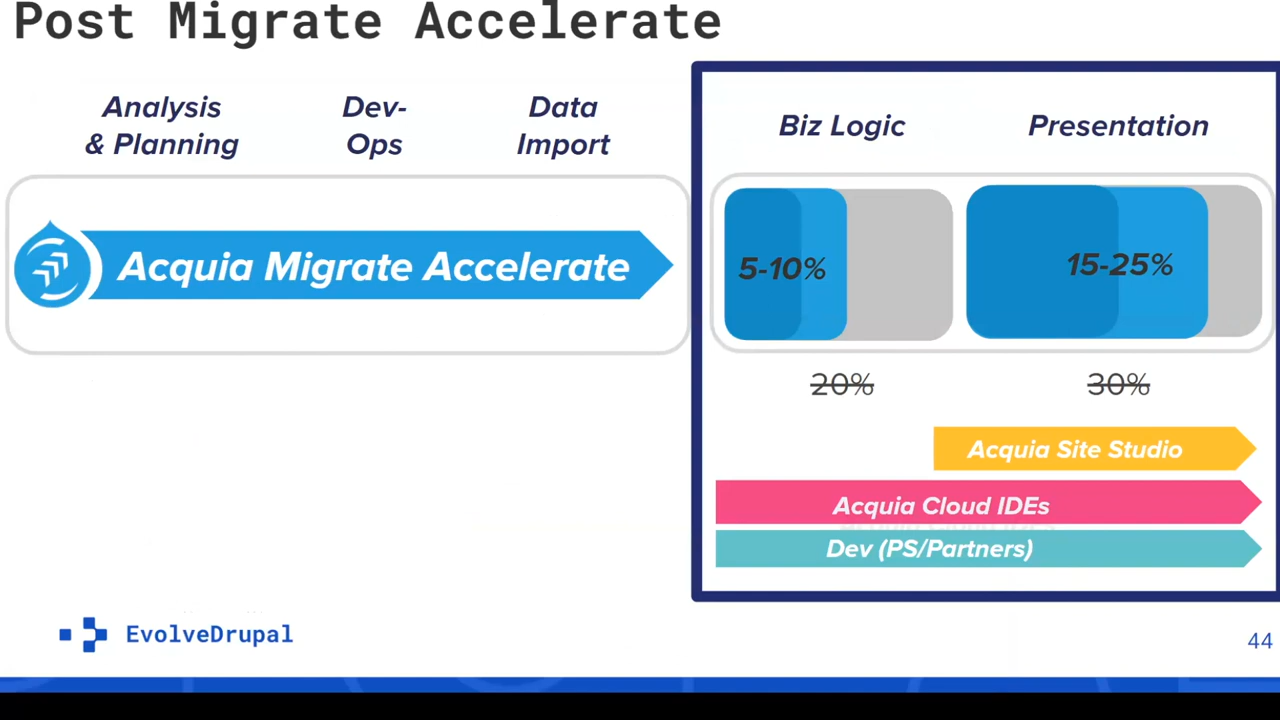 Post Migrate Accelerate
Analysis
& Planning
Dev-
Ops
Data
Import
Biz Logic
Presentation
Acquia Migrate Accelerate
5-10%
15-25%
20%
30%
Acquia Site Studio
Acquia Cloud IDEs
Dev (PS/Partners)
EvolveDrupal
44